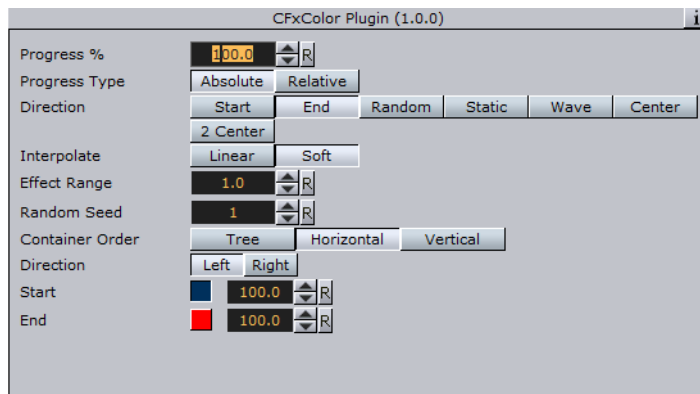 CFxColor Plugin (1.0.0) i
Progress % 100.0 R
Progress Type Absolute Relative
Direction Start End Random Static Wave Center
2 Center
Interpolate Linear Soft
Effect Range 1.0 R
Random Seed 1 R
Container Order Tree Horizontal Vertical
Direction Left Right
Start 100.0 R
End 100.0 R